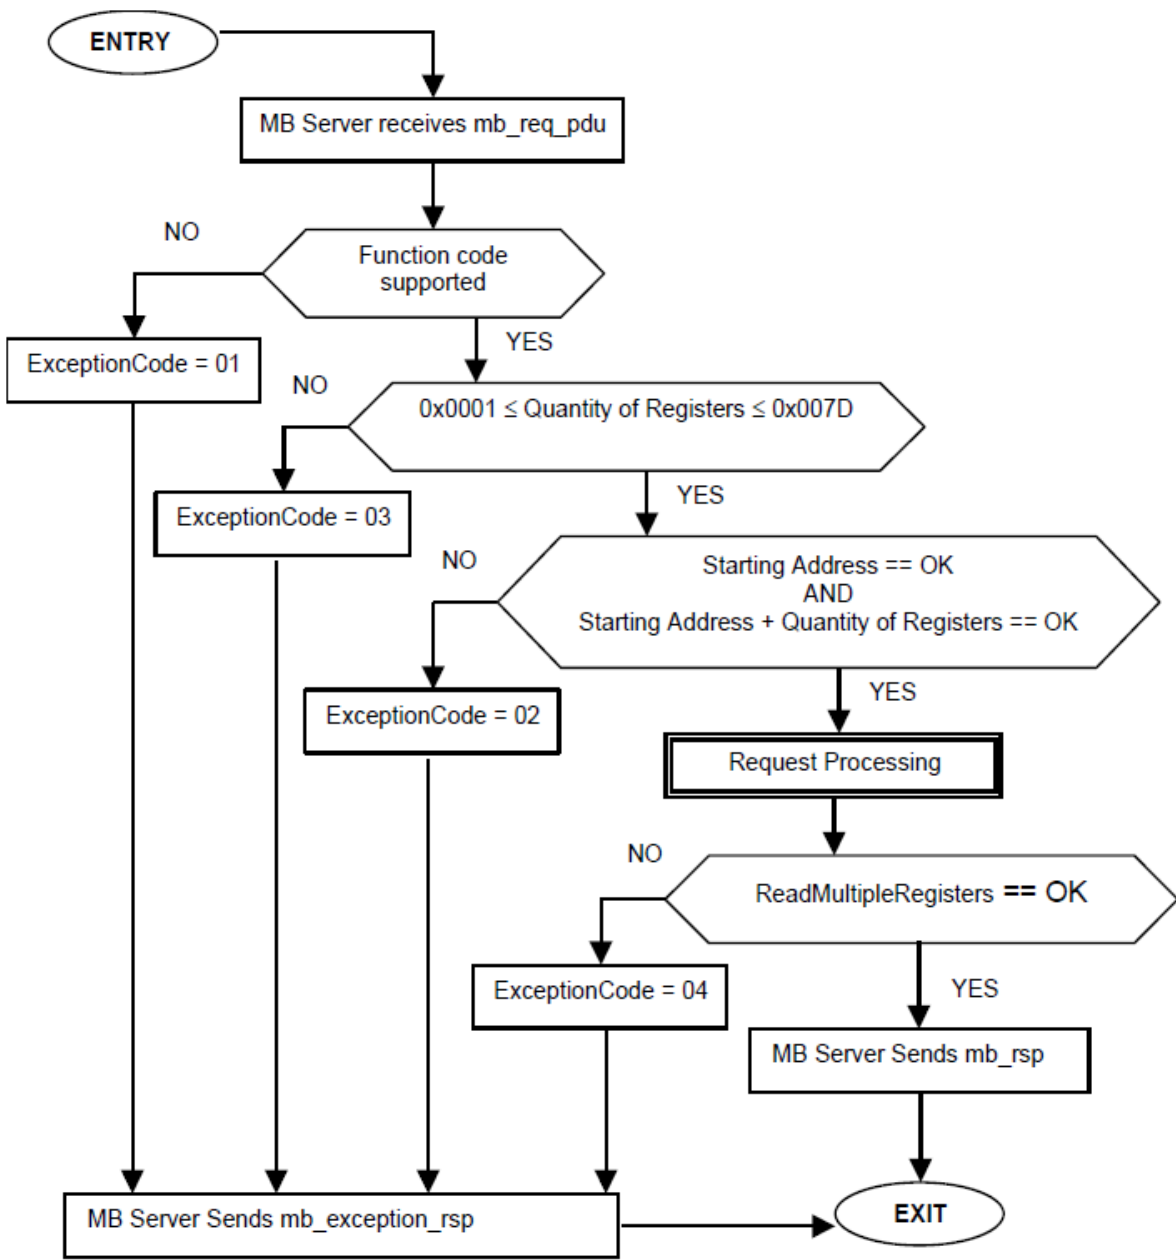 ENTRY
MB Server receives mb_req_pdu
NO
Function code
supported
YES
ExceptionCode = 01
NO
0x0001 ≤ Quantity of Registers ≤ 0x007D
YES
ExceptionCode = 03
NO
Starting Address == OK
AND
Starting Address + Quantity of Registers == OK
YES
ExceptionCode = 02
Request Processing
NO
ReadMultipleRegisters == OK
YES
ExceptionCode = 04
MB Server Sends mb_rsp
MB Server Sends mb_exception_rsp
EXIT